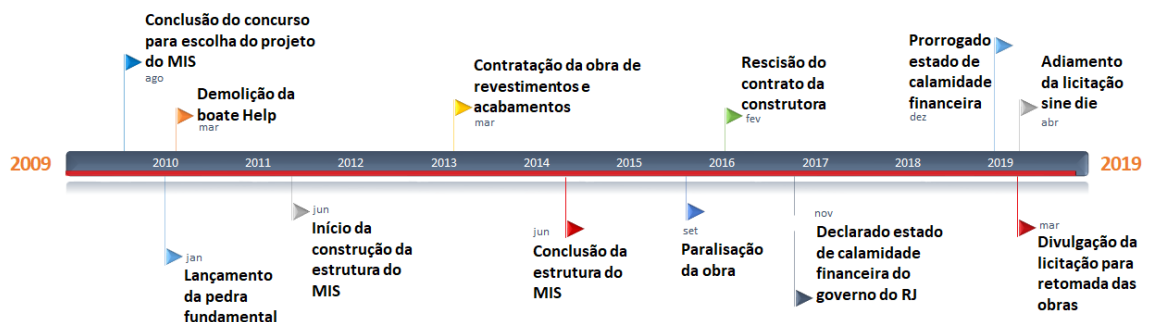 Conclusão do concurso
para escolha do projeto
do MIS
ago
Demolição da
boate Help
mar
Contratação da obra de
revestimentos e
acabamentos
mar
Rescisão do
contrato da
construtora
fev
Prorrogado
estado de
calamidade
financeira
dez
Adiamento
da licitação
sine die
abr
2009
2010
2011
2012
2013
2014
2015
2016
2017
2018
2019
2019
jan
Lançamento
da pedra
fundamental
jun
Início da
construção da
estrutura do
MIS
jun
Conclusão da
estrutura do
MIS
set
Paralisação
da obra
nov
Declarado estado
de calamidade
financeira do
governo do RJ
mar
Divulgação da
licitação para
retomada das
obras